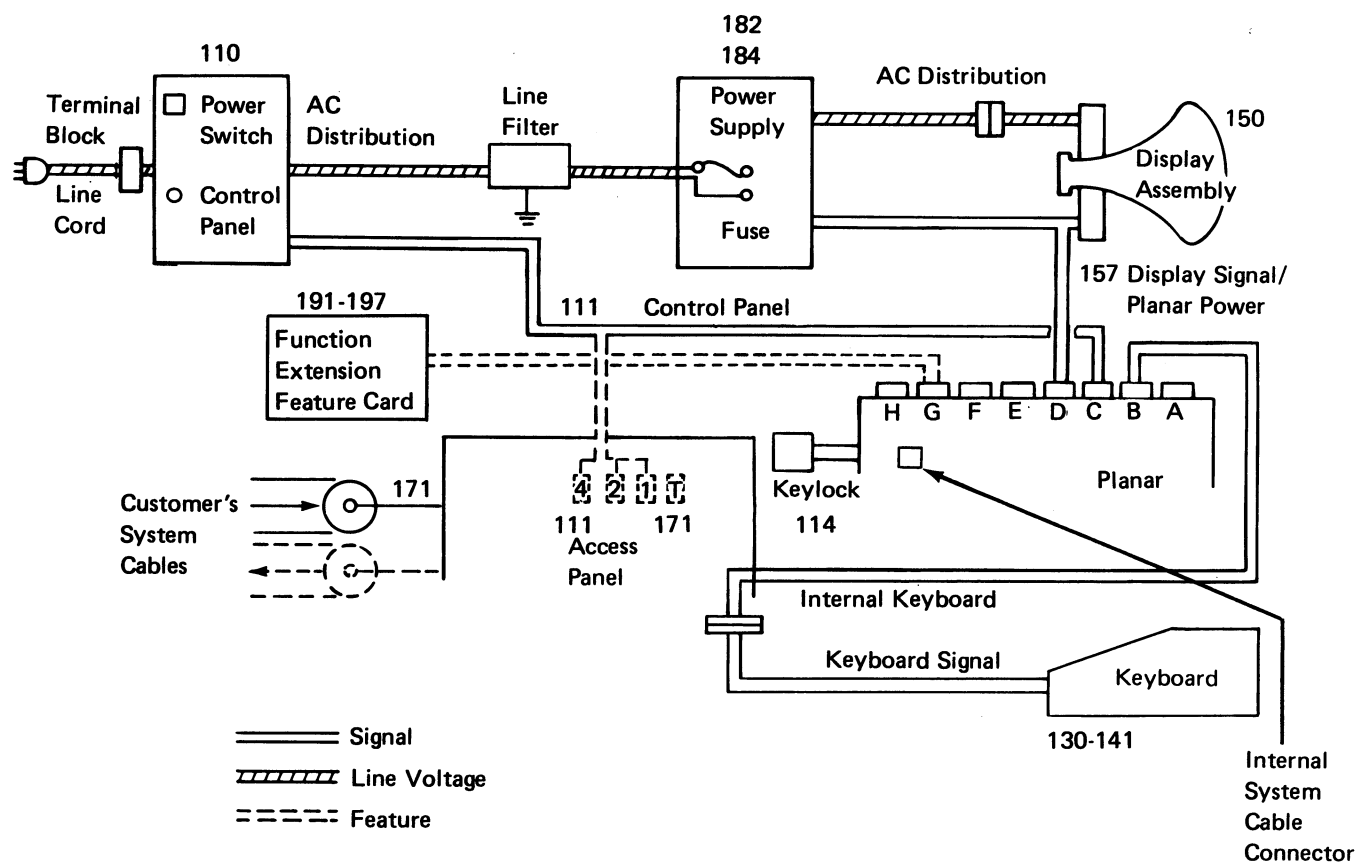 110
182
184
Terminal
Block
Power
Switch
AC
Distribution
Line
Filter
Power
Supply
AC Distribution
150
Display
Assembly
Line
Cord
Control
Panel
Fuse
157 Display Signal/
Planar Power
191-197
111
Control Panel
Function
Extension
Feature Card
H G F E D C B A
Planar
Keylock
114
Customer's
System
Cables
171
4 2 1 T
111 171
Access
Panel
Internal Keyboard
Keyboard Signal
Keyboard
130-141
Signal
Line Voltage
Feature
Internal
System
Cable
Connector